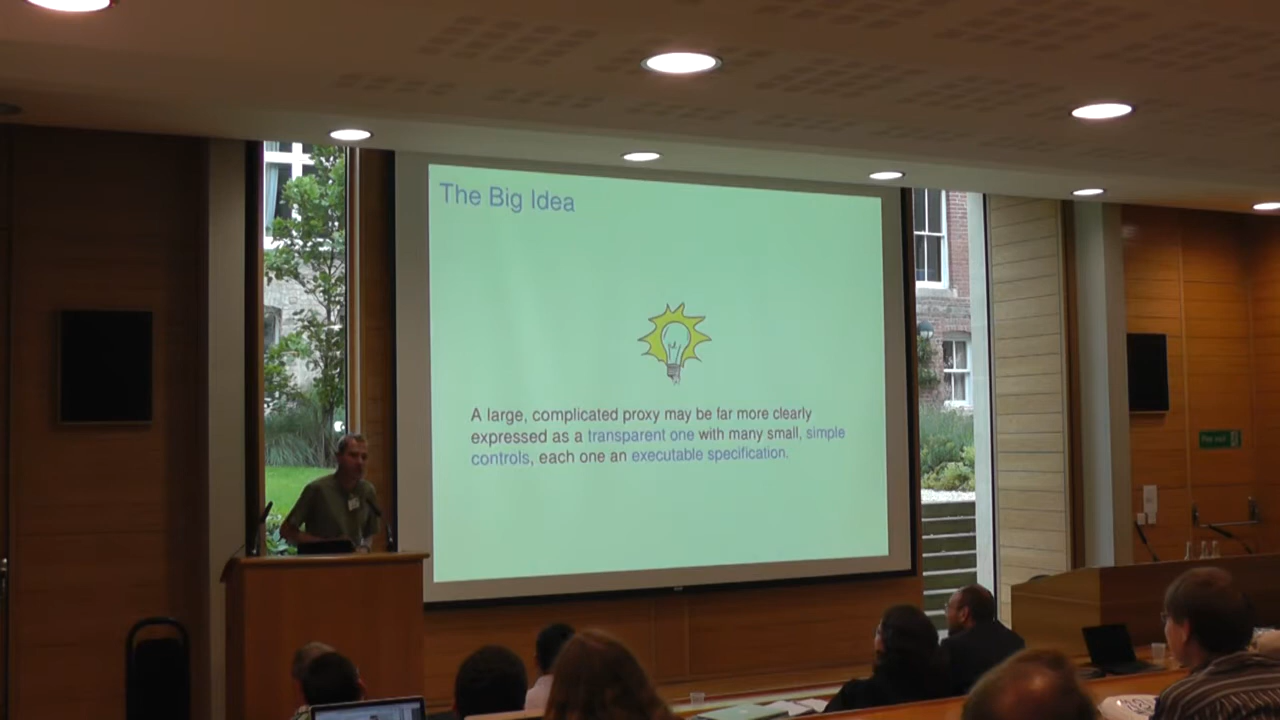 The Big Idea
A large, complicated proxy may be far more clearly
expressed as a transparent one with many small, simple
controls, each one an executable specification.